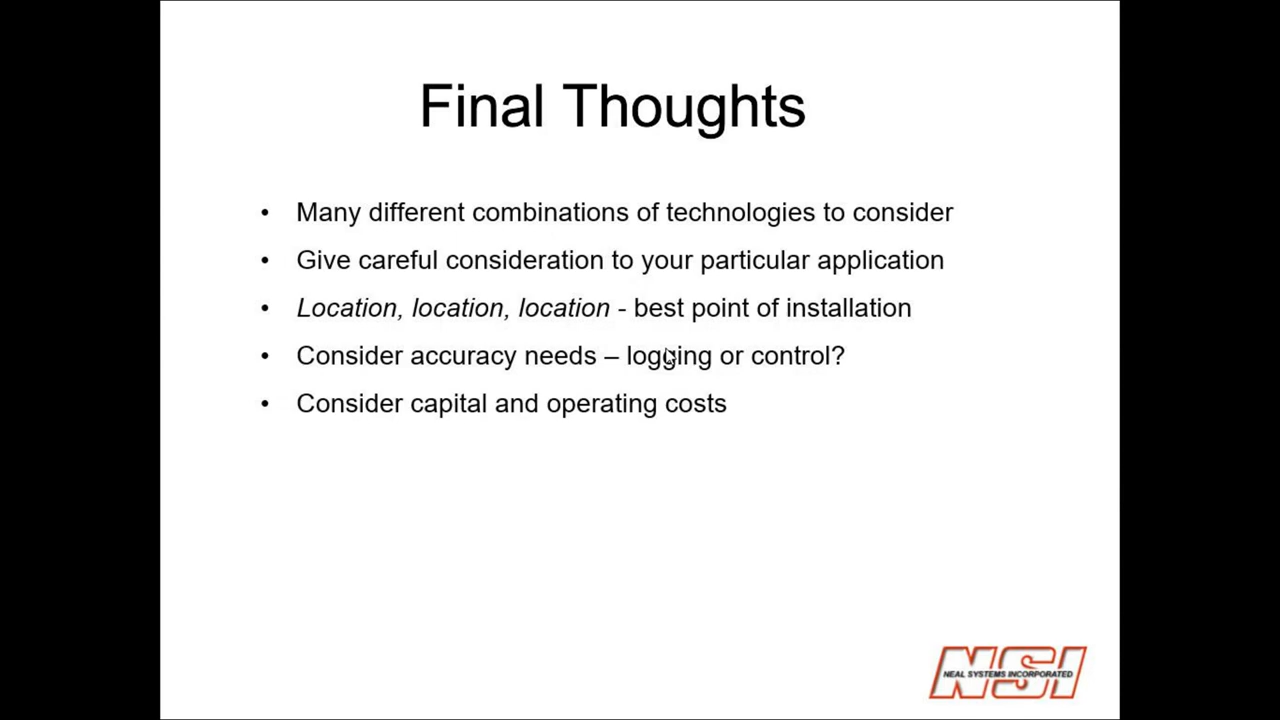 Final Thoughts
• Many different combinations of technologies to consider
• Give careful consideration to your particular application
• Location, location, location - best point of installation
• Consider accuracy needs – logging or control?
• Consider capital and operating costs
NSI
NEAL SYSTEMS INCORPORATED